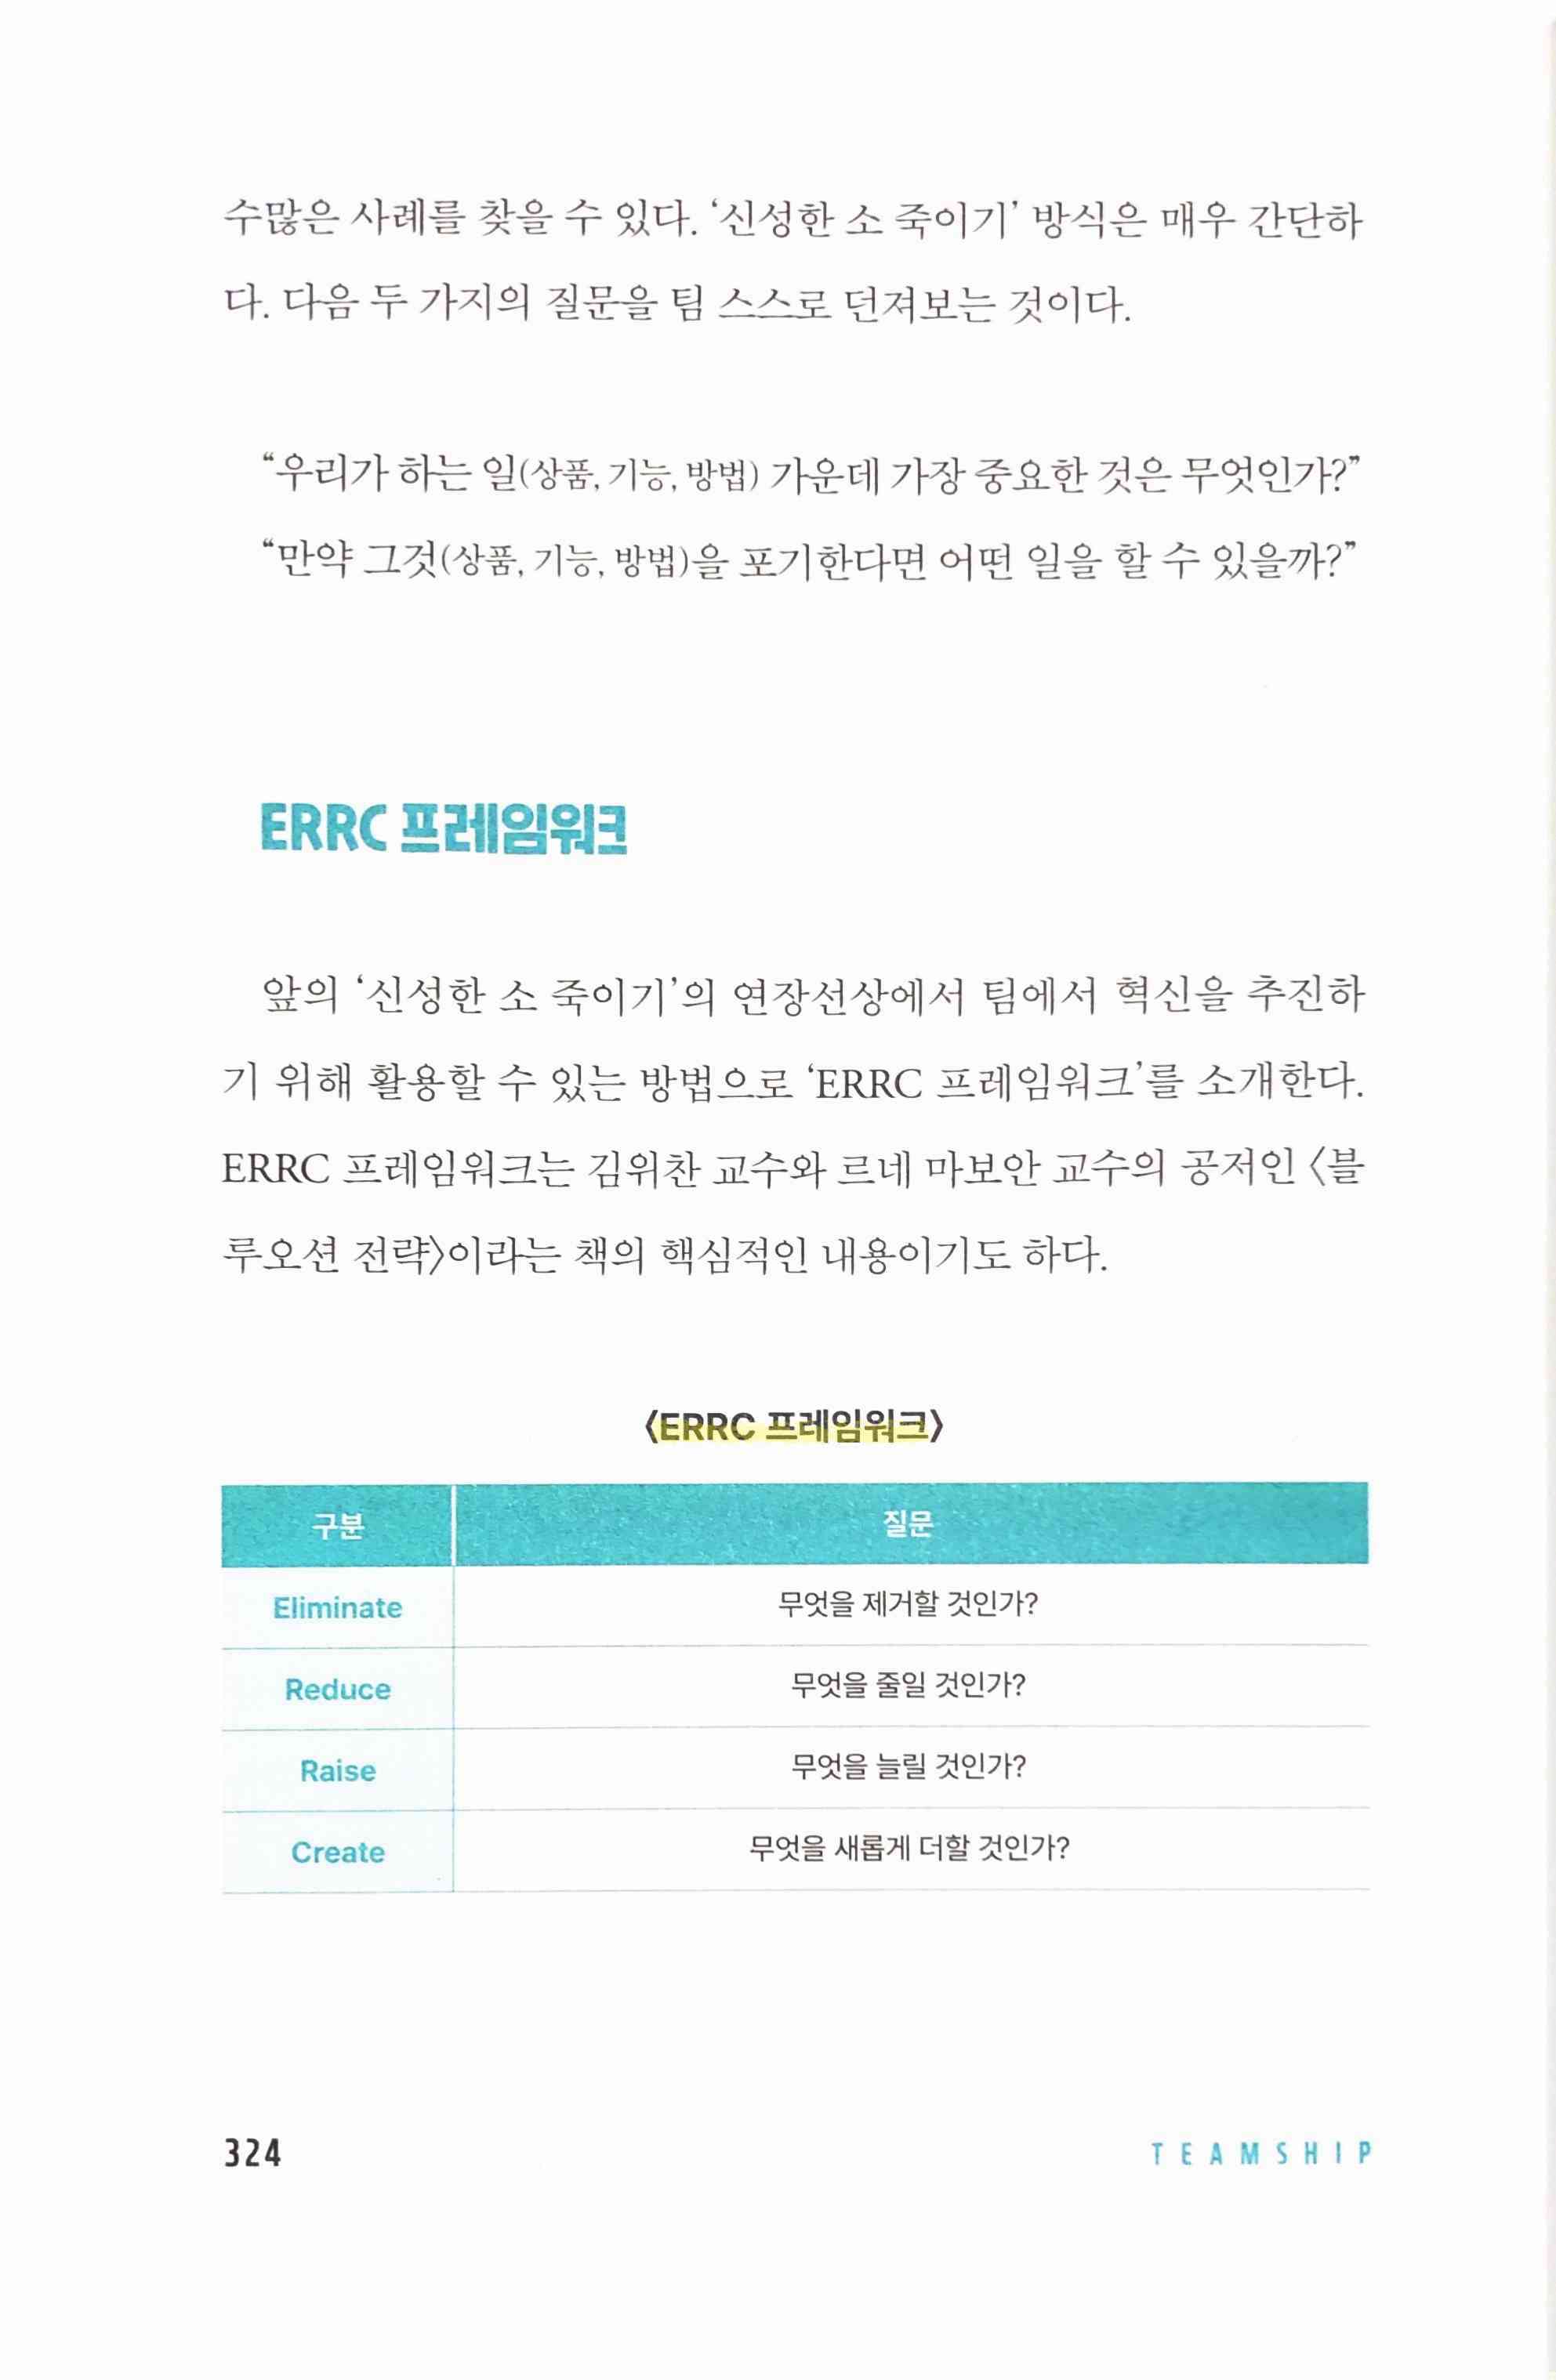 수많은 사례를 찾을 수 있다. ‘신성한 소 죽이기’ 방식은 매우 간단하
다. 다음 두 가지의 질문을 팀 스스로 던져보는 것이다.
“우리가 하는 일(상품, 기능, 방법) 가운데 가장 중요한 것은 무엇인가?”
“만약 그것(상품, 기능, 방법)을 포기한다면 어떤 일을 할 수 있을까?”
ERRC 프레임워크
앞의 ‘신성한 소 죽이기’의 연장선상에서 팀에서 혁신을 추진하
기 위해 활용할 수 있는 방법으로 ‘ERRC 프레임워크’를 소개한다.
ERRC 프레임워크는 김위찬 교수와 르네 마보안 교수의 공저인 〈블
루오션 전략〉이라는 책의 핵심적인 내용이기도 하다.
〈ERRC 프레임워크〉
구분 질문
Eliminate 무엇을 제거할 것인가?
Reduce 무엇을 줄일 것인가?
Raise 무엇을 늘릴 것인가?
Create 무엇을 새롭게 더할 것인가?
324 TEAMSHIP